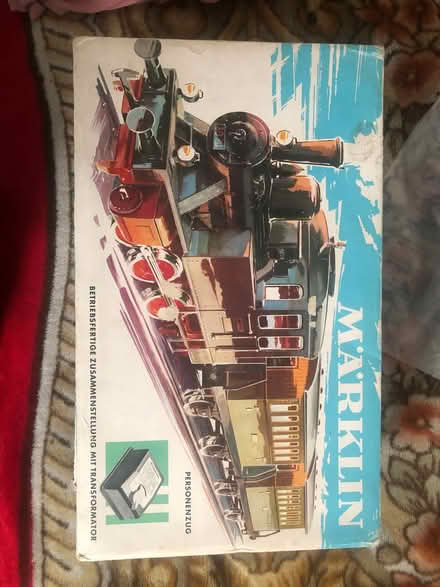 MÄRKLIN
PERSONENZUG
BETRIEBSFERTIGE ZUSAMMENSTELLUNG MIT TRANSFORMATOR